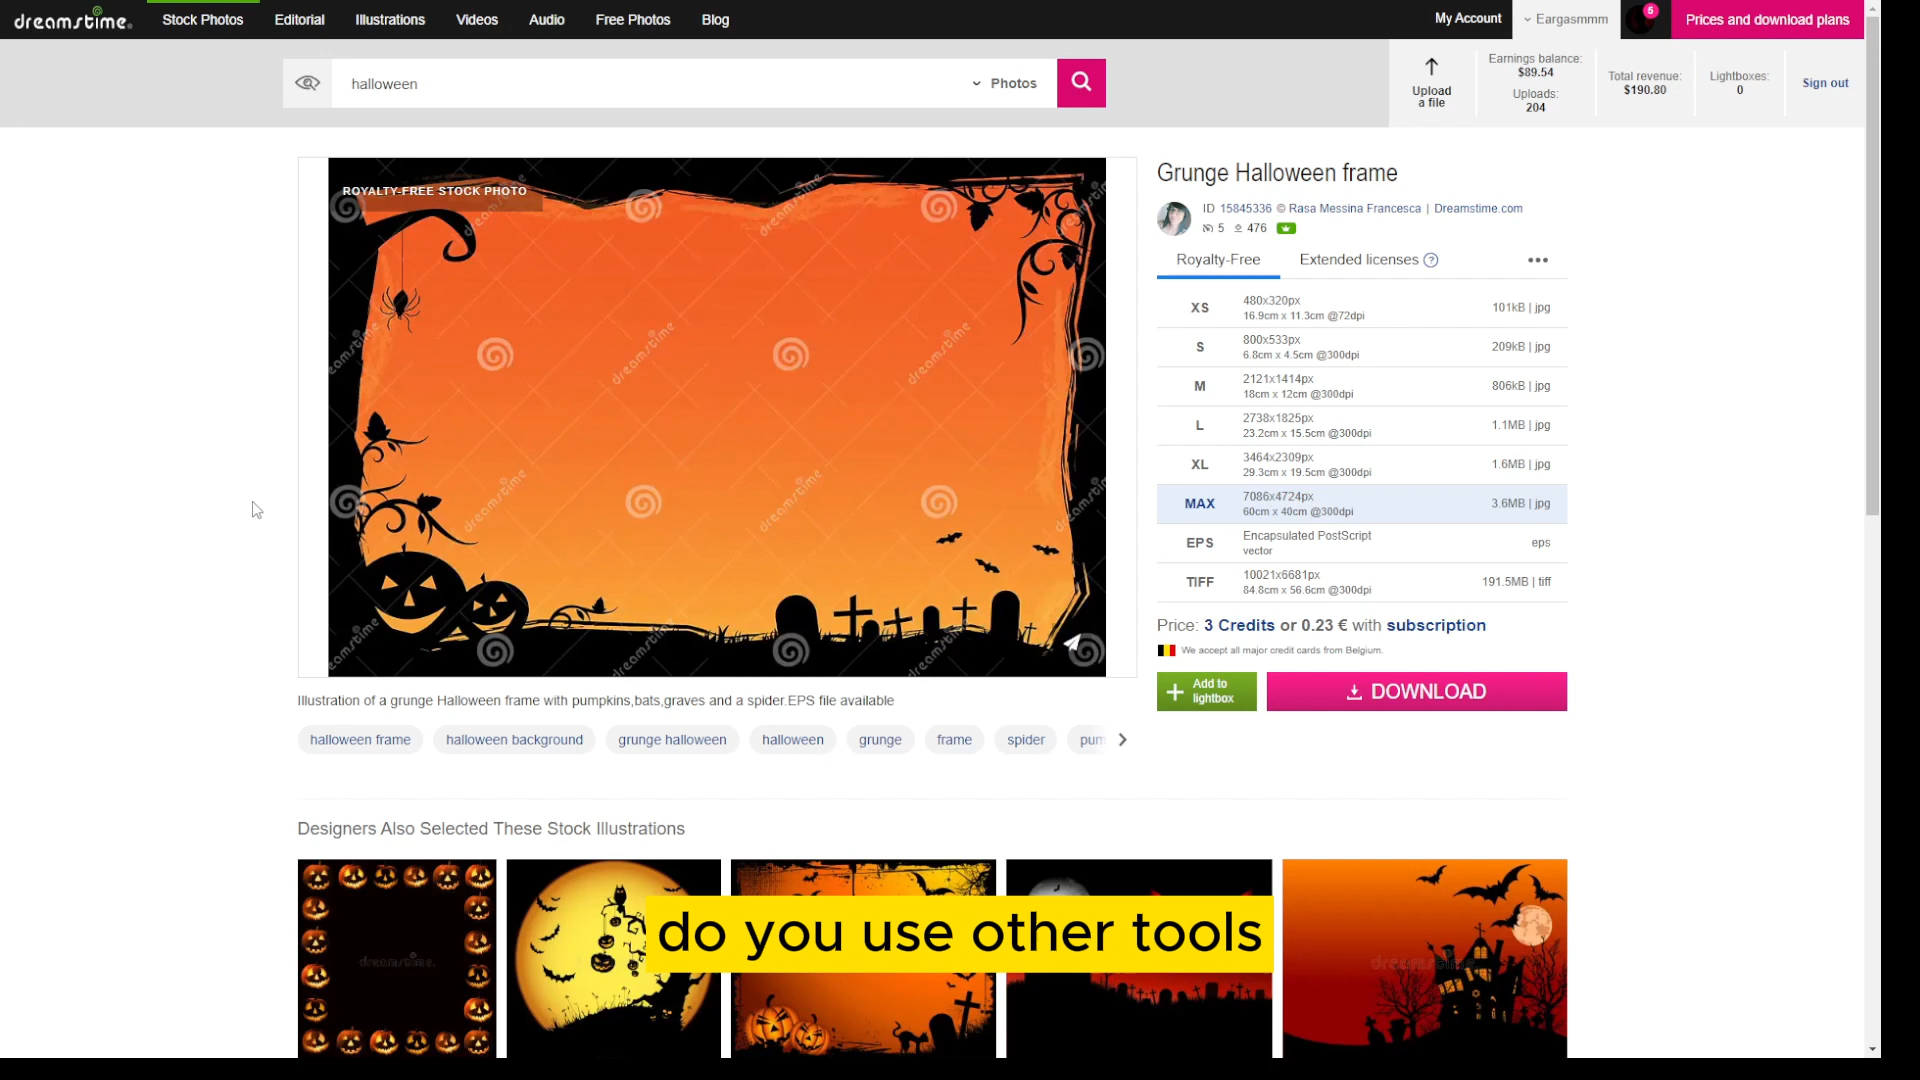 dreamstime.
Stock Photos
Editorial
Illustrations
Videos
Audio
Free Photos
Blog
My Account
Eargasmmm
5
Prices and download plans
halloween
Photos
Upload
a file
Earnings balance:
$89.54
Uploads:
204
Total revenue:
$190.80
Lightboxes:
0
Sign out
ROYALTY-FREE STOCK PHOTO
dreamstime
Grunge Halloween frame
ID 15845336 © Rasa Messina Francesca | Dreamstime.com
5 476
Royalty-Free
Extended licenses ?
XS
480x320px
16.9cm x 11.3cm @72dpi
101kB | jpg
S
800x533px
6.8cm x 4.5cm @300dpi
209kB | jpg
M
2121x1414px
18cm x 12cm @300dpi
806kB | jpg
L
2738x1825px
23.2cm x 15.5cm @300dpi
1.1MB | jpg
XL
3464x2309px
29.3cm x 19.5cm @300dpi
1.6MB | jpg
MAX
7086x4724px
60cm x 40cm @300dpi
3.6MB | jpg
EPS
Encapsulated PostScript
vector
eps
TIFF
10021x6681px
84.8cm x 56.6cm @300dpi
191.5MB | tiff
Price: 3 Credits or 0.23 € with subscription
We accept all major credit cards from Belgium.
Add to
lightbox
DOWNLOAD
Illustration of a grunge Halloween frame with pumpkins,bats,graves and a spider.EPS file available
halloween frame
halloween background
grunge halloween
halloween
grunge
frame
spider
pum
Designers Also Selected These Stock Illustrations
dreamstime.
do you use other tools